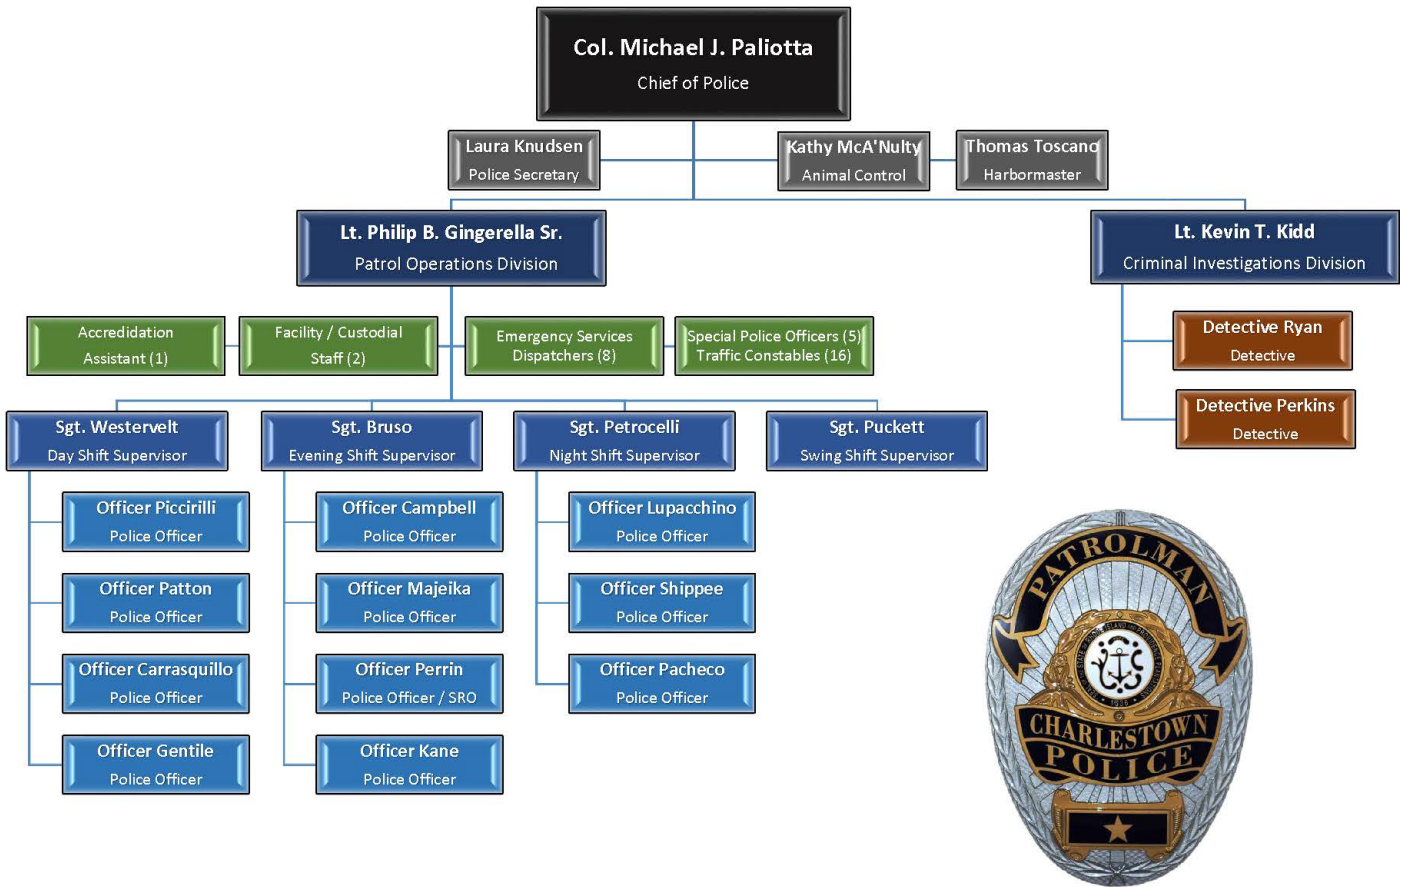 Col. Michael J. Paliotta
Chief of Police
Laura Knudsen
Police Secretary
Kathy McA'Nulty
Animal Control
Thomas Toscano
Harbormaster
Lt. Philip B. Gingerella Sr.
Patrol Operations Division
Lt. Kevin T. Kidd
Criminal Investigations Division
Accredidation
Assistant (1)
Facility / Custodial
Staff (2)
Emergency Services
Dispatchers (8)
Special Police Officers (5)
Traffic Constables (16)
Detective Ryan
Detective
Detective Perkins
Detective
Sgt. Westervelt
Day Shift Supervisor
Sgt. Bruso
Evening Shift Supervisor
Sgt. Petrocelli
Night Shift Supervisor
Sgt. Puckett
Swing Shift Supervisor
Officer Piccirilli
Police Officer
Officer Campbell
Police Officer
Officer Lupacchino
Police Officer
Officer Patton
Police Officer
Officer Majeika
Police Officer
Officer Shippee
Police Officer
Officer Carrasquillo
Police Officer
Officer Perrin
Police Officer / SRO
Officer Pacheco
Police Officer
Officer Gentile
Police Officer
Officer Kane
Police Officer
PATROLMAN
CHARLESTOWN
POLICE